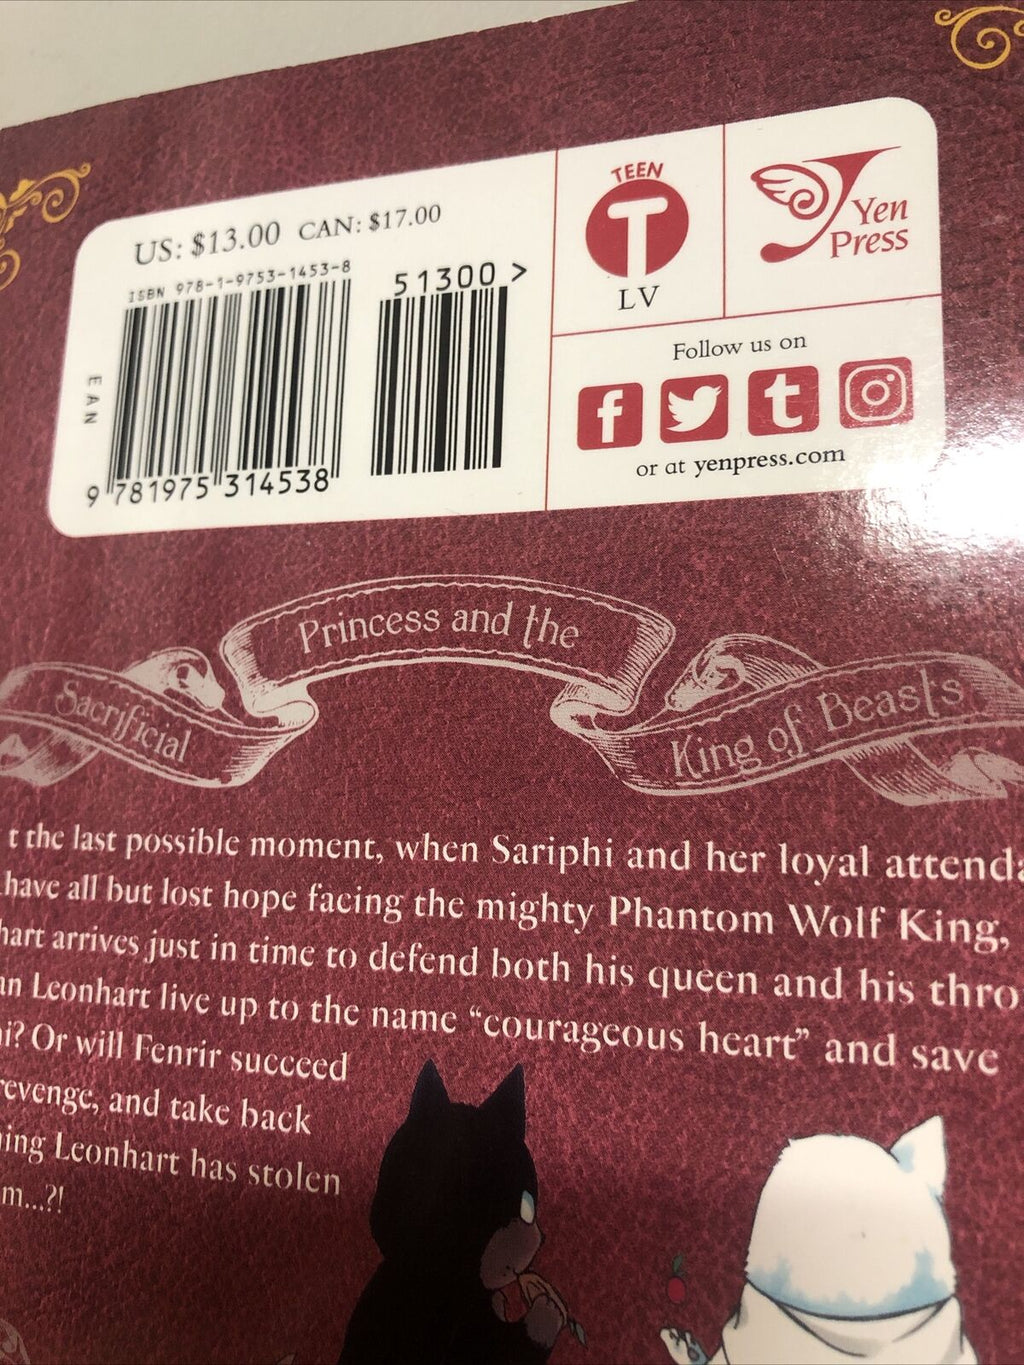 US: $13.00 CAN: $17.00
ISBN 978-1-9753-1453-8
51300 >
EAN
9 781975 314538
TEEN
T
LV
Yen
Press
Follow us on
or at yenpress.com
Sacrificial Princess and the King of Beasts
t the last possible moment, when Sariphi and her loyal attenda
have all but lost hope facing the mighty Phantom Wolf King,
hart arrives just in time to defend both his queen and his thro
an Leonhart live up to the name “courageous heart” and save
i? Or will Fenrir succeed
revenge, and take back
ing Leonhart has stolen
m...?!